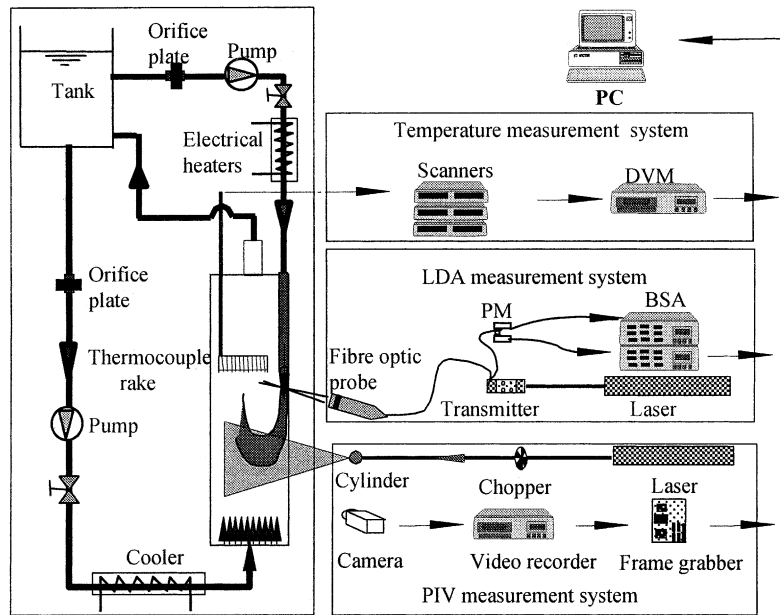 Orifice
plate
Pump
Tank
Electrical
heaters
Orifice
plate
Thermocouple
rake
Pump
Cooler
PC
Temperature measurement system
Scanners
DVM
LDA measurement system
PM
BSA
Fibre optic
probe
Transmitter
Laser
Cylinder
Chopper
Laser
Camera
Video recorder
Frame grabber
PIV measurement system